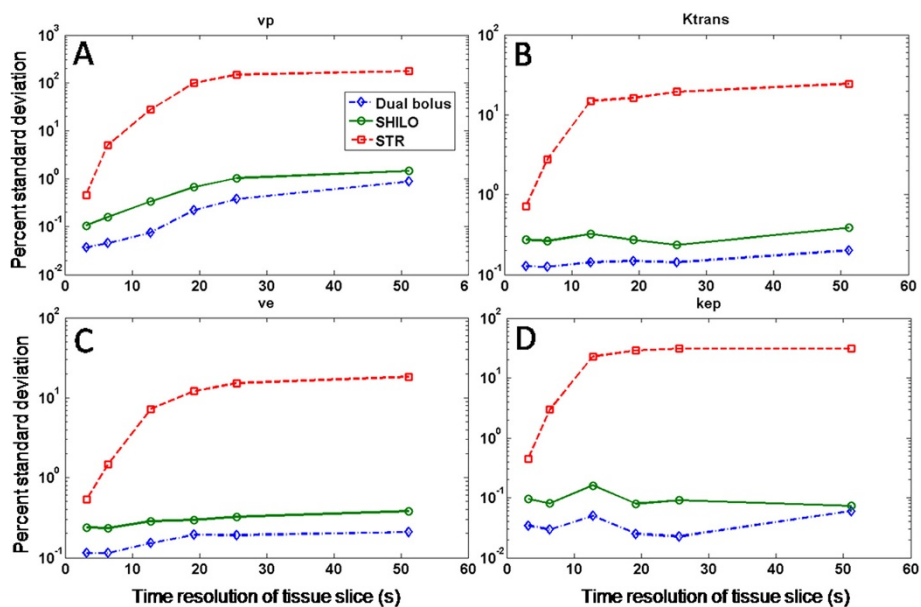 vp
A
Percent standard deviation
10^3
10^2
10^1
10^0
10^-1
10^-2
0 10 20 30 40 50 60
Dual bolus
SHILO
STR
Ktrans
B
10^2
10^1
10^0
10^-1
0 10 20 30 40 50 60
ve
C
Percent standard deviation
10^2
10^1
10^0
10^-1
0 10 20 30 40 50 60
Time resolution of tissue slice (s)
kep
D
10^2
10^1
10^0
10^-1
10^-2
0 10 20 30 40 50 60
Time resolution of tissue slice (s)